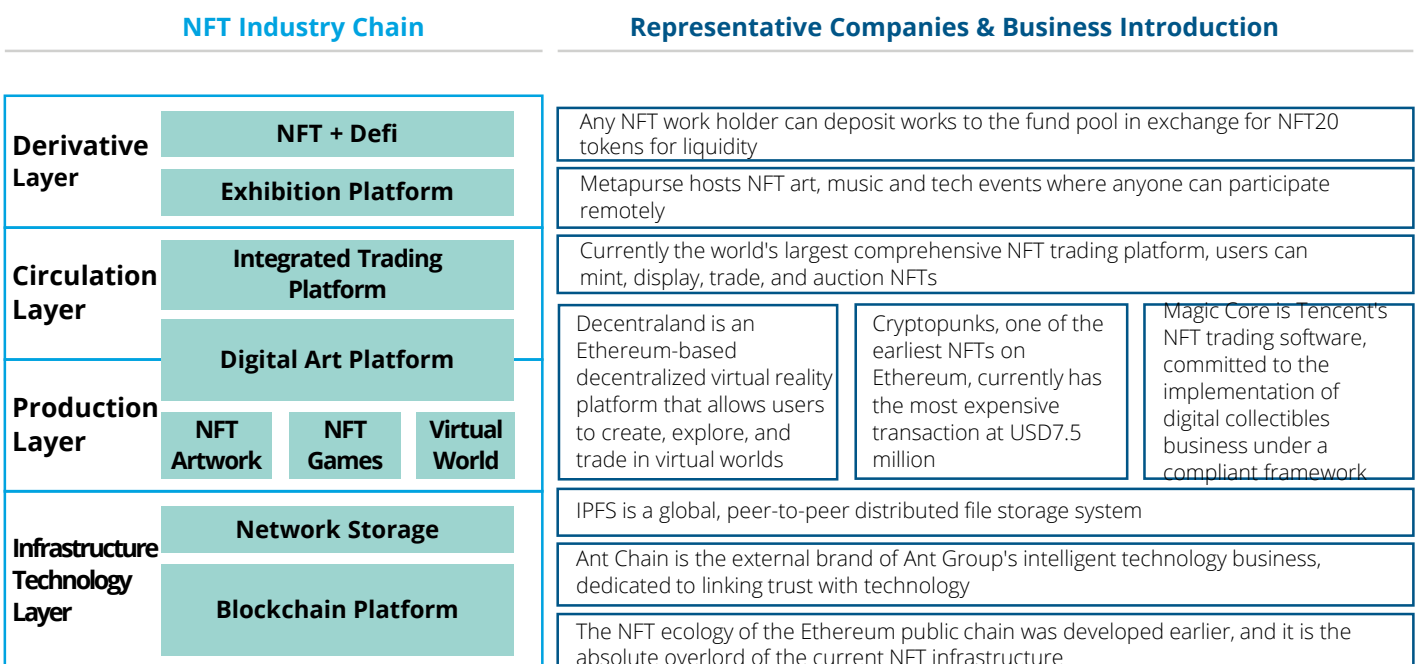 NFT Industry Chain
Representative Companies & Business Introduction
Derivative
Layer
NFT + Defi
Exhibition Platform
Any NFT work holder can deposit works to the fund pool in exchange for NFT20
tokens for liquidity
Metapurse hosts NFT art, music and tech events where anyone can participate
remotely
Circulation
Layer
Integrated Trading
Platform
Currently the world's largest comprehensive NFT trading platform, users can
mint, display, trade, and auction NFTs
Digital Art Platform
Production
Layer
NFT
Artwork
NFT
Games
Virtual
World
Decentraland is an
Ethereum-based
decentralized virtual reality
platform that allows users
to create, explore, and
trade in virtual worlds
Cryptopunks, one of the
earliest NFTs on
Ethereum, currently has
the most expensive
transaction at USD7.5
million
Magic Core is Tencent's
NFT trading software,
committed to the
implementation of
digital collectibles
business under a
compliant framework
Infrastructure
Technology
Layer
Network Storage
Blockchain Platform
IPFS is a global, peer-to-peer distributed file storage system
Ant Chain is the external brand of Ant Group's intelligent technology business,
dedicated to linking trust with technology
The NFT ecology of the Ethereum public chain was developed earlier, and it is the
absolute overlord of the current NFT infrastructure